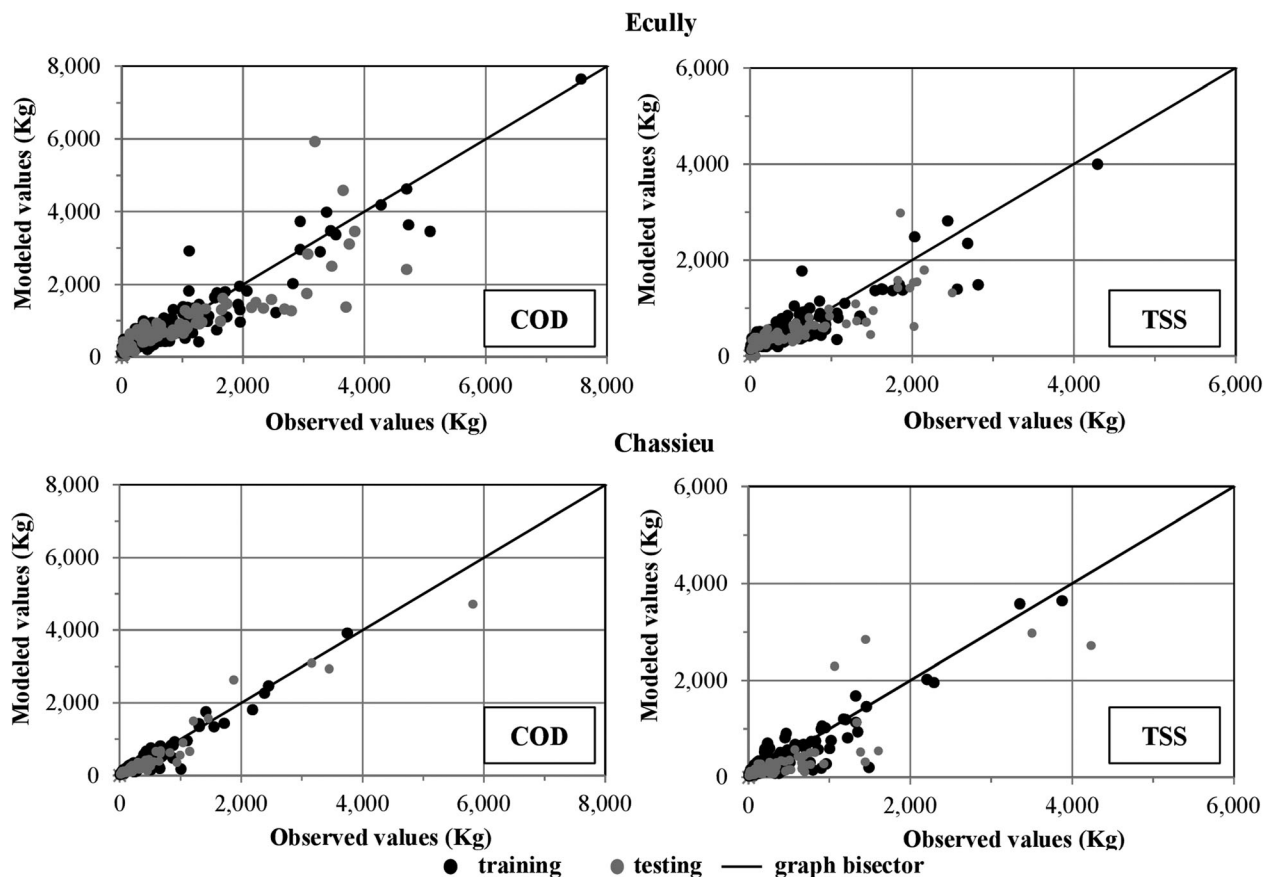 Ecully
8,000
6,000
4,000
2,000
0
Modeled values (Kg)
COD
0 2,000 4,000 6,000 8,000
Observed values (Kg)
6,000
4,000
2,000
0
Modeled values (Kg)
TSS
0 2,000 4,000 6,000
Observed values (Kg)
Chassieu
8,000
6,000
4,000
2,000
0
Modeled values (Kg)
COD
0 2,000 4,000 6,000 8,000
Observed values (Kg)
6,000
4,000
2,000
0
Modeled values (Kg)
TSS
0 2,000 4,000 6,000
Observed values (Kg)
training testing graph bisector